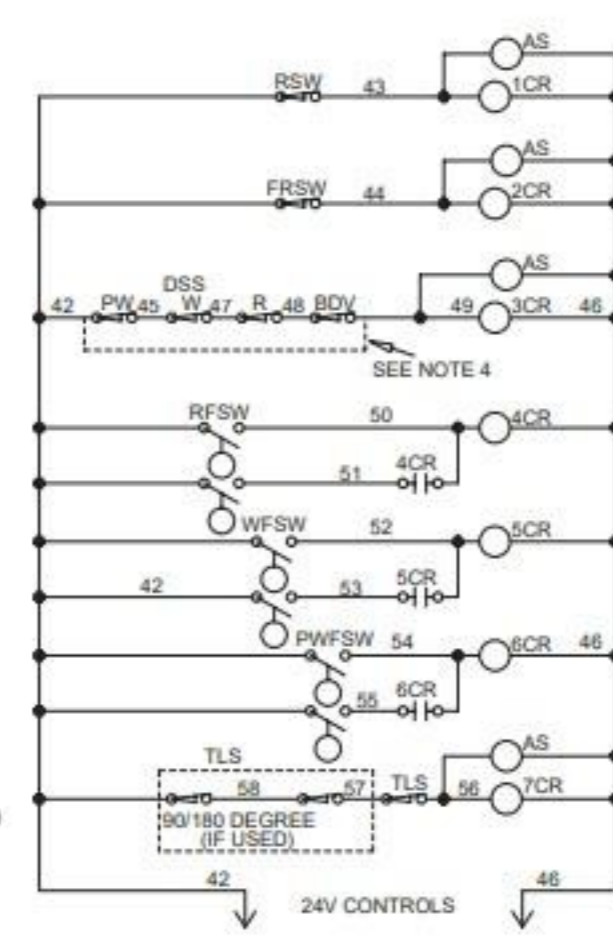 AS
RSW 43 1CR
AS
FRSW 44 2CR
AS
DSS
42 PW 45 W 47 R 48 BDV 49 3CR 46
SEE NOTE 4
RFSW 50 4CR
51 4CR
WFSW 52 5CR
42 53 5CR
PWFSW 54 6CR 46
55 6CR
AS
TLS
58 57 TLS 56 7CR
90/180 DEGREE
(IF USED)
42 46
24V CONTROLS